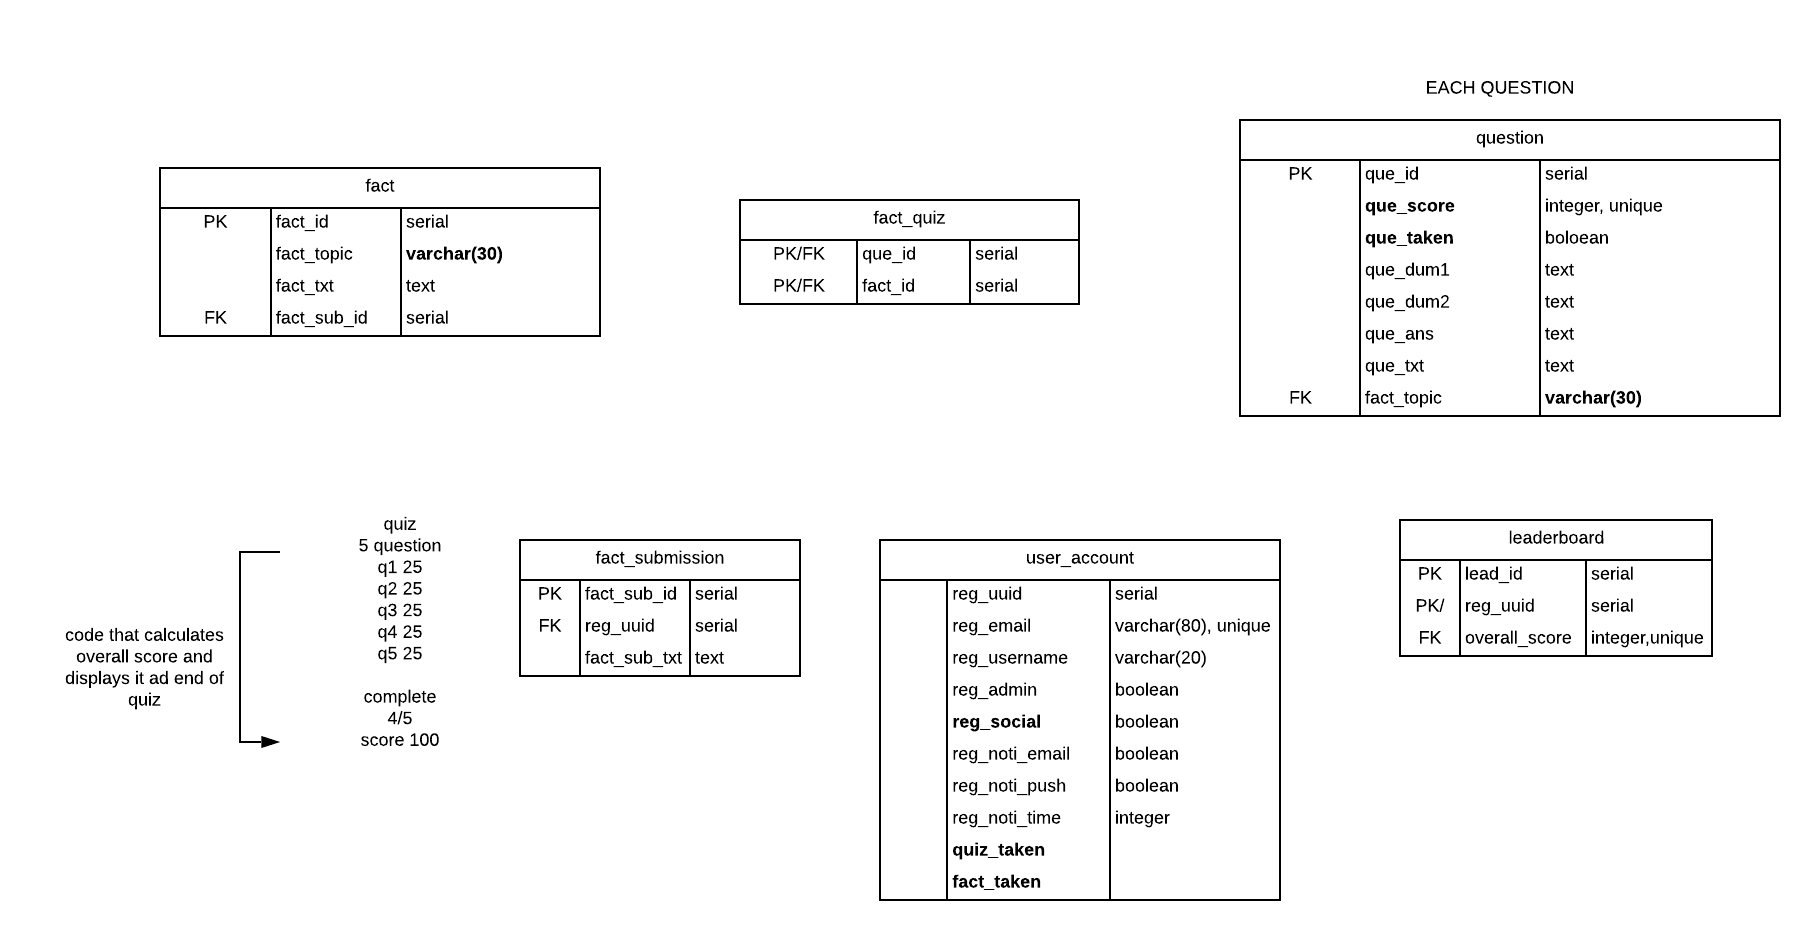 EACH QUESTION
question
PK que_id serial
que_score integer, unique
que_taken boloean
que_dum1 text
que_dum2 text
que_ans text
que_txt text
FK fact_topic varchar(30)
fact
PK fact_id serial
fact_topic varchar(30)
fact_txt text
FK fact_sub_id serial
fact_quiz
PK/FK que_id serial
PK/FK fact_id serial
quiz
5 question
q1 25
q2 25
q3 25
q4 25
q5 25
complete
4/5
score 100
code that calculates
overall score and
displays it ad end of
quiz
fact_submission
PK fact_sub_id serial
FK reg_uuid serial
fact_sub_txt text
user_account
reg_uuid serial
reg_email varchar(80), unique
reg_username varchar(20)
reg_admin boolean
reg_social boolean
reg_noti_email boolean
reg_noti_push boolean
reg_noti_time integer
quiz_taken
fact_taken
leaderboard
PK lead_id serial
PK/ reg_uuid serial
FK overall_score integer,unique